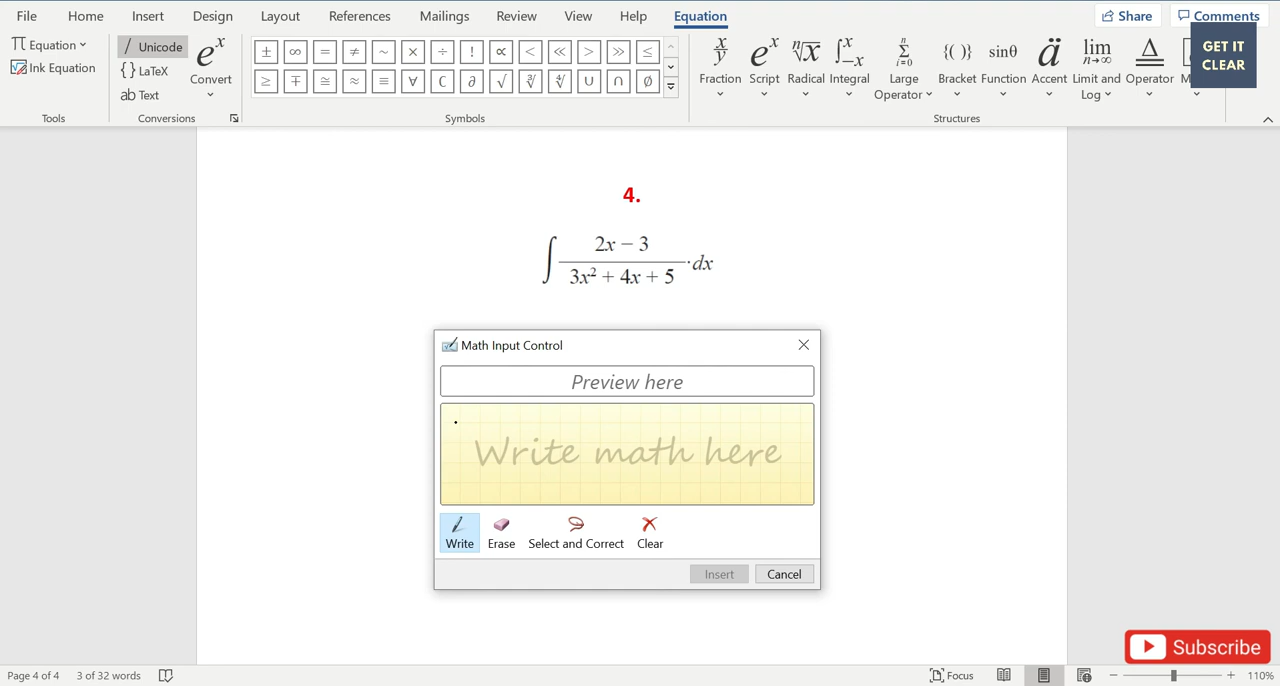 File Home Insert Design Layout References Mailings Review View Help Equation Share Comments
GET IT CLEAR
Equation
Ink Equation
Tools
Unicode
LaTeX
ab Text
Convert
Conversions
± ∞ = ≠ ~ × ÷ ! ∝ < ≪ > ≫ ≤
≥ ∓ ≅ ≈ ≡ ∀ ∁ ∂ √ ∛ ∜ ∪ ∩ ∅
Symbols
Fraction Script Radical Integral Large Operator Bracket Function Accent Limit and Log Operator
Structures
4.
∫ (2x − 3)/(3x² + 4x + 5) · dx
Math Input Control
Preview here
Write math here
Write Erase Select and Correct Clear
Insert Cancel
Subscribe
Page 4 of 4 3 of 32 words Focus 110%